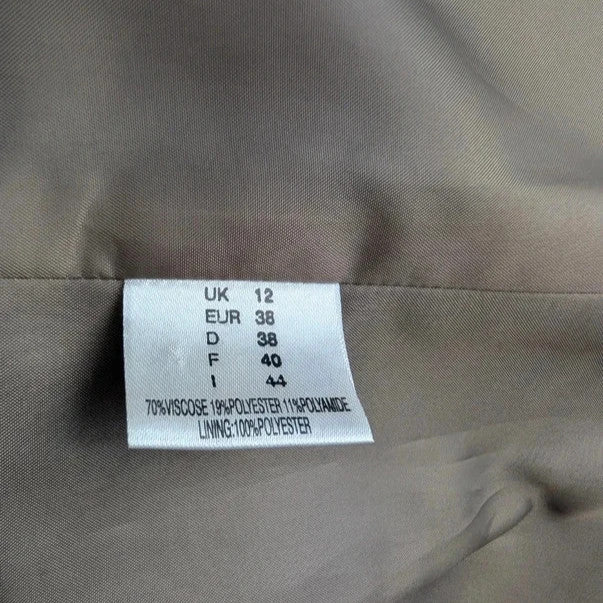 UK 12
EUR 38
D 38
F 40
I 44
70%VISCOSE 19%POLYESTER 11%POLYAMIDE
LINING:100%POLYESTER